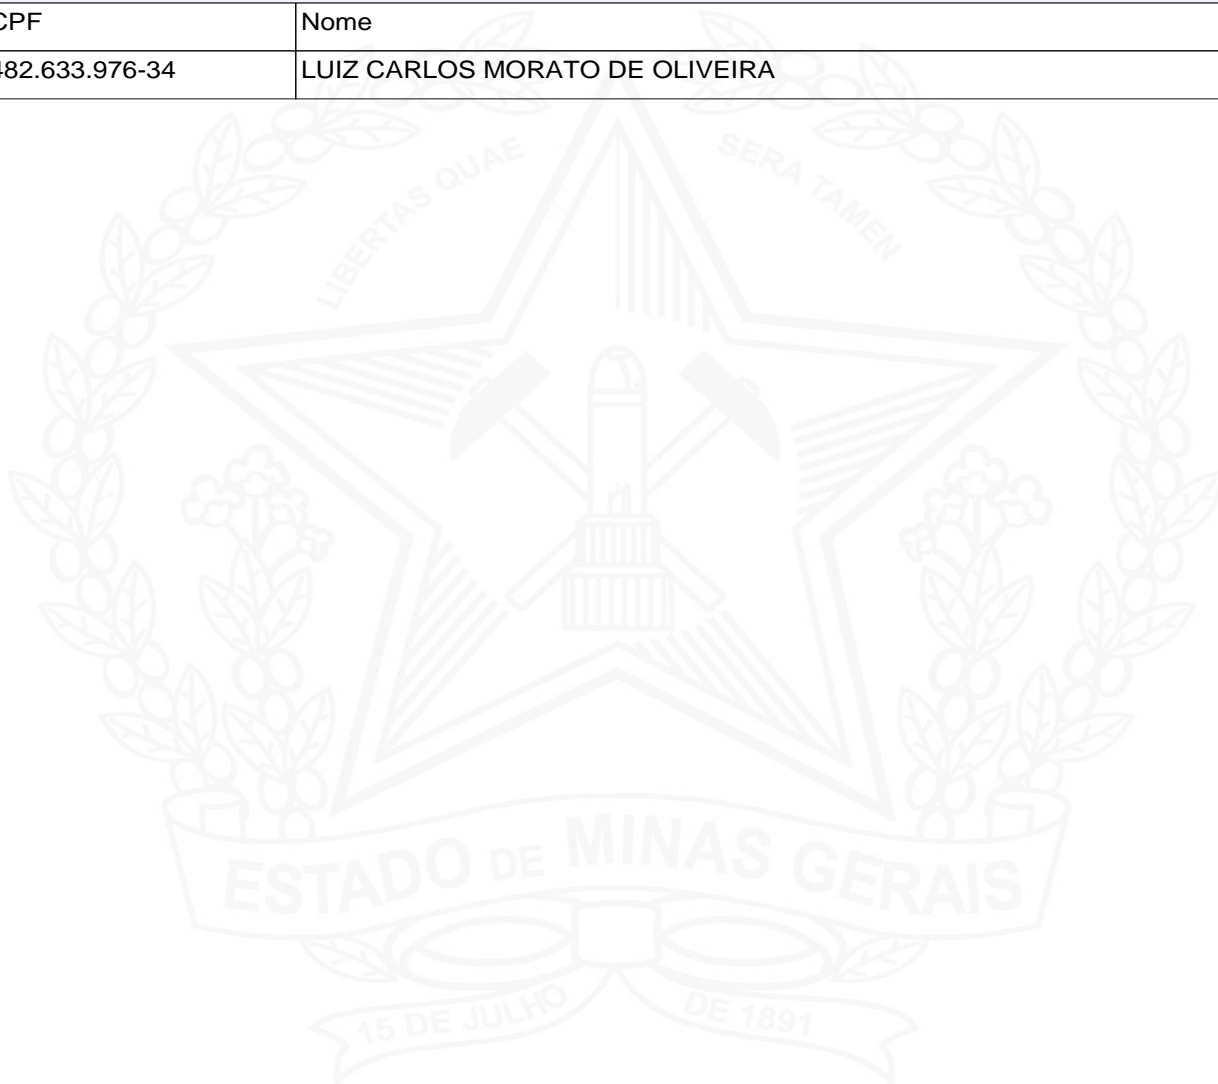 CPF Nome
482.633.976-34 LUIZ CARLOS MORATO DE OLIVEIRA
LIBERTAS QUAE SERA TAMEN
ESTADO DE MINAS GERAIS
15 DE JULHO DE 1891